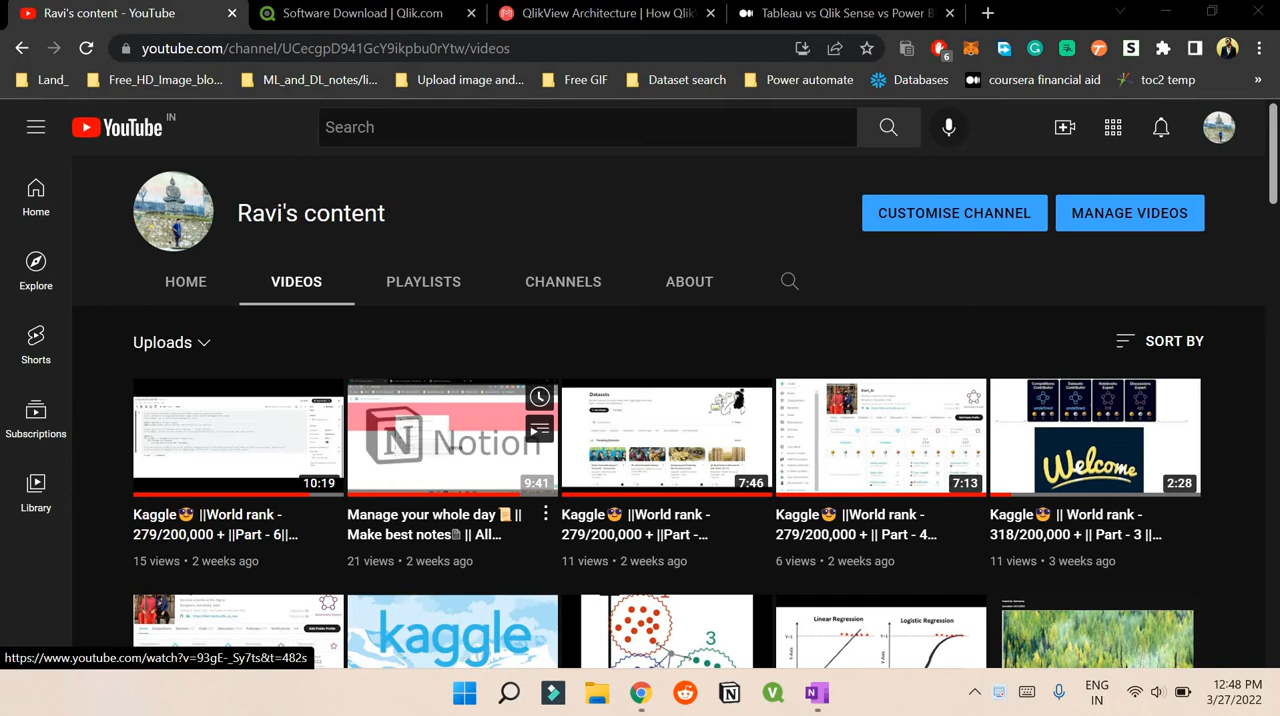 Ravi's content - YouTube
Software Download | Qlik.com
QlikView Architecture | How Qlik
Tableau vs Qlik Sense vs Power B
youtube.com/channel/UCecgpD941GcY9ikpbu0rYtw/videos
6
Land_
Free_HD_Image_blo...
ML_and_DL_notes/li...
Upload image and...
Free GIF
Dataset search
Power automate
Databases
coursera financial aid
toc2 temp
»
YouTube IN
Search
Home
Explore
Shorts
Subscriptions
Library
Ravi's content
CUSTOMISE CHANNEL
MANAGE VIDEOS
HOME
VIDEOS
PLAYLISTS
CHANNELS
ABOUT
Uploads
SORT BY
10:19
Kaggle😎 ||World rank -
279/200,000 + ||Part - 6||...
15 views • 2 weeks ago
Notion
Manage your whole day📜||
Make best notes📄 || All...
21 views • 2 weeks ago
Datasets
7:46
Kaggle😎 ||World rank -
279/200,000 + ||Part -...
11 views • 2 weeks ago
7:13
Kaggle😎 ||World rank -
279/200,000 + || Part - 4...
6 views • 2 weeks ago
Welcome
2:28
Kaggle😎 || World rank -
318/200,000 + || Part - 3 ||...
11 views • 3 weeks ago
Kaggle
3
Linear Regression
Logistic Regression
https://www.youtube.com/watch?v=93gE-_Sy7Ls&t=482s
ENG
IN
12:48 PM
3/27/2022